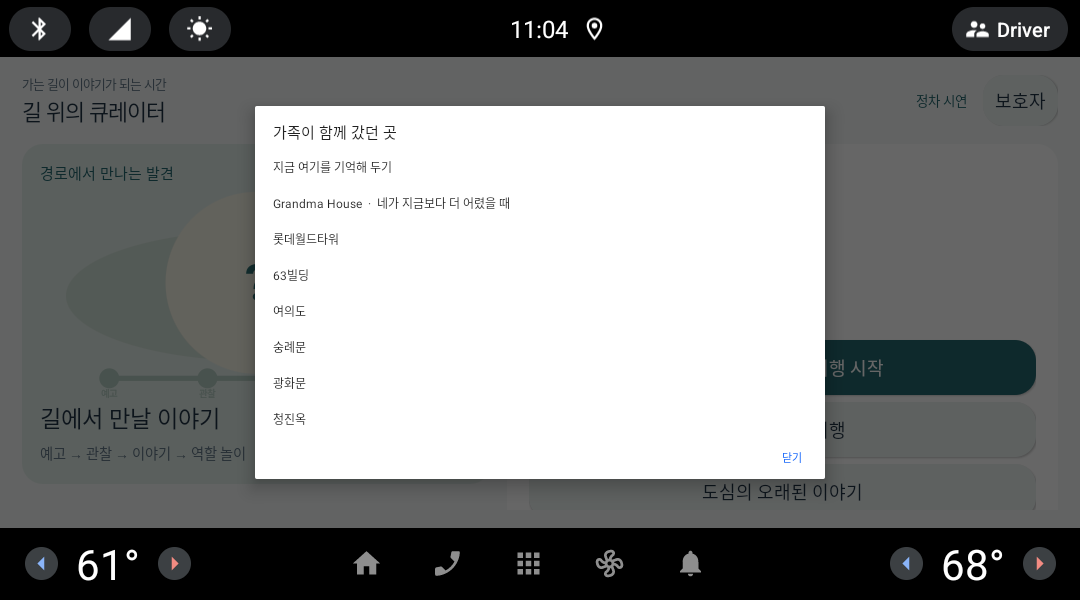 11:04
Driver
가는 길이 이야기가 되는 시간
길 위의 큐레이터
정차 시연
보호자
경로에서 만나는 발견
가족이 함께 갔던 곳
지금 여기를 기억해 두기
Grandma House · 네가 지금보다 더 어렸을 때
롯데월드타워
63빌딩
여의도
숭례문
광화문
청진옥
닫기
행 시작
행
예고
관찰
길에서 만날 이야기
예고 → 관찰 → 이야기 → 역할 놀이
도심의 오래된 이야기
61°
68°